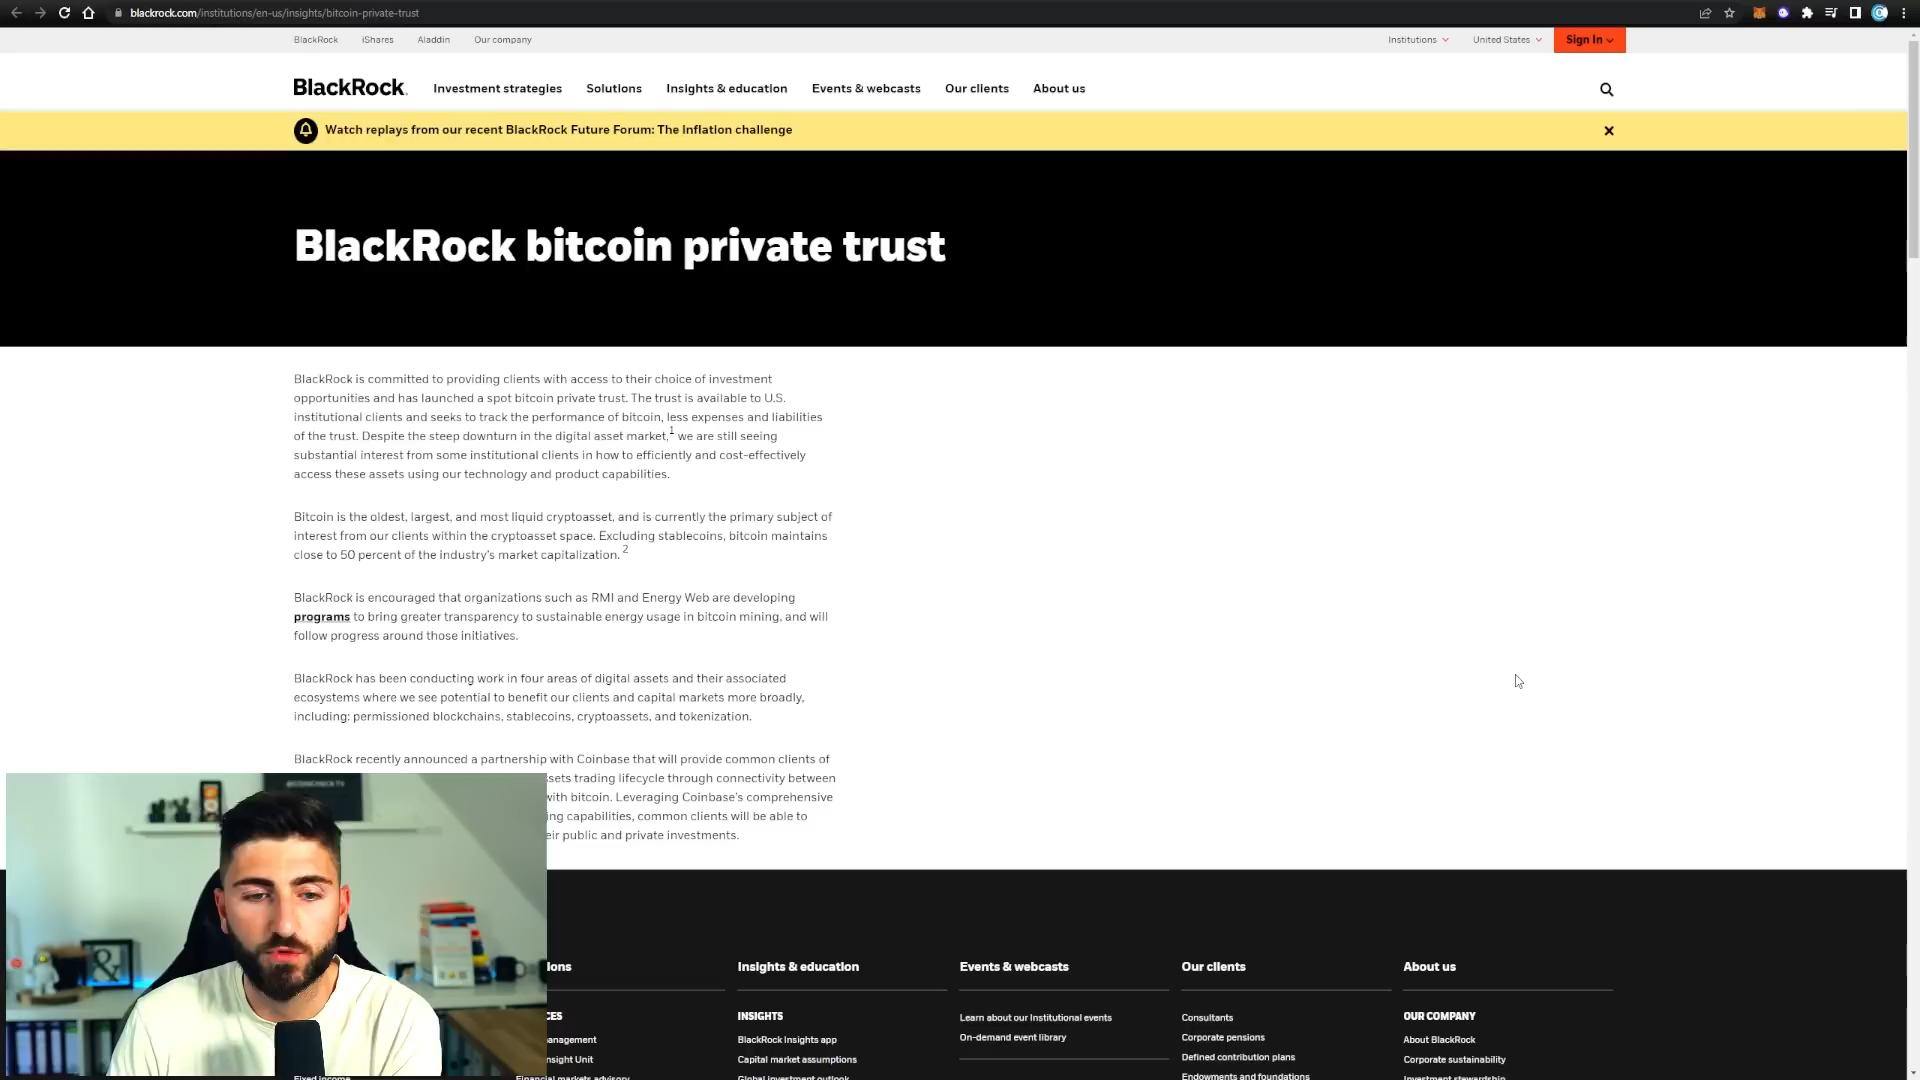 blackrock.com/institutions/en-us/insights/bitcoin-private-trust
BlackRock iShares Aladdin Our company Institutions United States Sign In
BlackRock. Investment strategies Solutions Insights & education Events & webcasts Our clients About us
Watch replays from our recent BlackRock Future Forum: The Inflation challenge
BlackRock bitcoin private trust
BlackRock is committed to providing clients with access to their choice of investment
opportunities and has launched a spot bitcoin private trust. The trust is available to U.S.
institutional clients and seeks to track the performance of bitcoin, less expenses and liabilities
of the trust. Despite the steep downturn in the digital asset market,1 we are still seeing
substantial interest from some institutional clients in how to efficiently and cost-effectively
access these assets using our technology and product capabilities.
Bitcoin is the oldest, largest, and most liquid cryptoasset, and is currently the primary subject of
interest from our clients within the cryptoasset space. Excluding stablecoins, bitcoin maintains
close to 50 percent of the industry's market capitalization. 2
BlackRock is encouraged that organizations such as RMI and Energy Web are developing
programs to bring greater transparency to sustainable energy usage in bitcoin mining, and will
follow progress around those initiatives.
BlackRock has been conducting work in four areas of digital assets and their associated
ecosystems where we see potential to benefit our clients and capital markets more broadly,
including: permissioned blockchains, stablecoins, cryptoassets, and tokenization.
BlackRock recently announced a partnership with Coinbase that will provide common clients of
ssets trading lifecycle through connectivity between
with bitcoin. Leveraging Coinbase's comprehensive
ing capabilities, common clients will be able to
eir public and private investments.
&
ions Insights & education Events & webcasts Our clients About us
CES INSIGHTS Learn about our Institutional events Consultants OUR COMPANY
anagement BlackRock Insights app On-demand event library Corporate pensions About BlackRock
nsight Unit Capital market assumptions Defined contribution plans Corporate sustainability
Fixed income Financial markets advisory Global investment outlook Endowments and foundations Investment stewardship